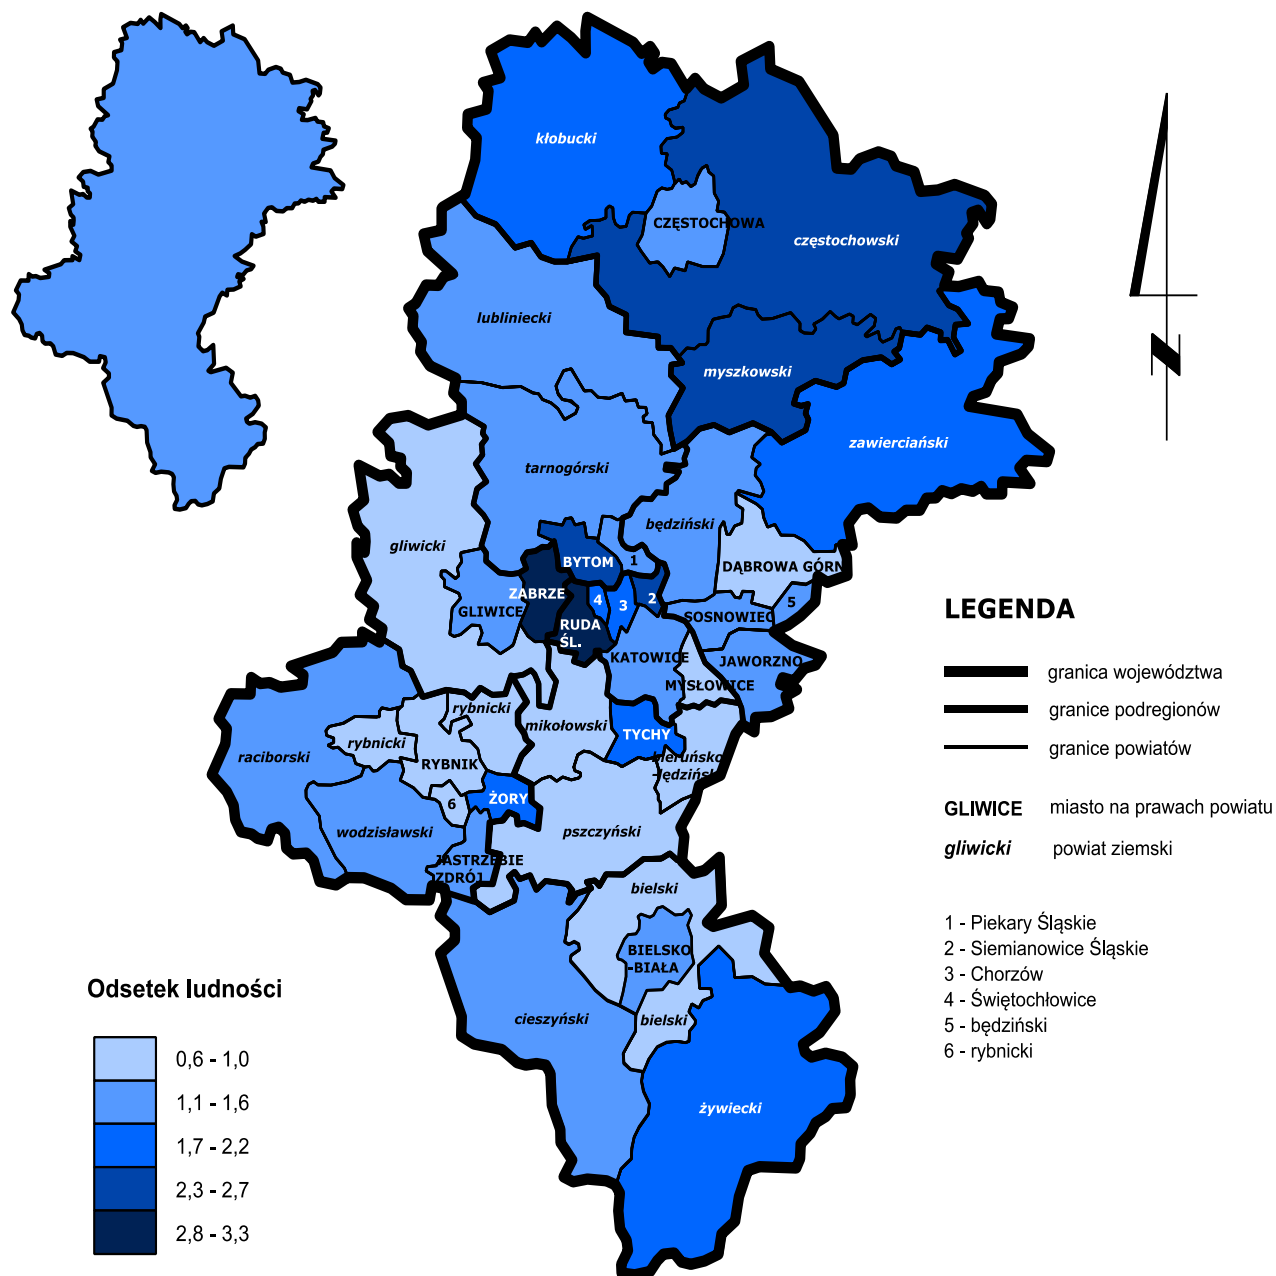 kłobucki
CZĘSTOCHOWA
częstochowski
lubliniecki
myszkowski
zawierciański
tarnogórski
będziński
gliwicki
BYTOM
1
DĄBROWA GÓRN
ZABRZE
GLIWICE
4
3
2
5
RUDA
ŚL.
SOSNOWIEC
KATOWICE
JAWORZNO
MYSŁOWICE
rybnicki
mikołowski
TYCHY
raciborski
rybnicki
RYBNIK
bieruńsko
-lędziński
6
ŻORY
wodzisławski
pszczyński
JASTRZĘBIE
ZDRÓJ
bielski
BIELSKO
-BIAŁA
cieszyński
bielski
żywiecki
N
LEGENDA
granica województwa
granice podregionów
granice powiatów
GLIWICE miasto na prawach powiatu
gliwicki powiat ziemski
1 - Piekary Śląskie
2 - Siemianowice Śląskie
3 - Chorzów
4 - Świętochłowice
5 - będziński
6 - rybnicki
Odsetek ludności
0,6 - 1,0
1,1 - 1,6
1,7 - 2,2
2,3 - 2,7
2,8 - 3,3